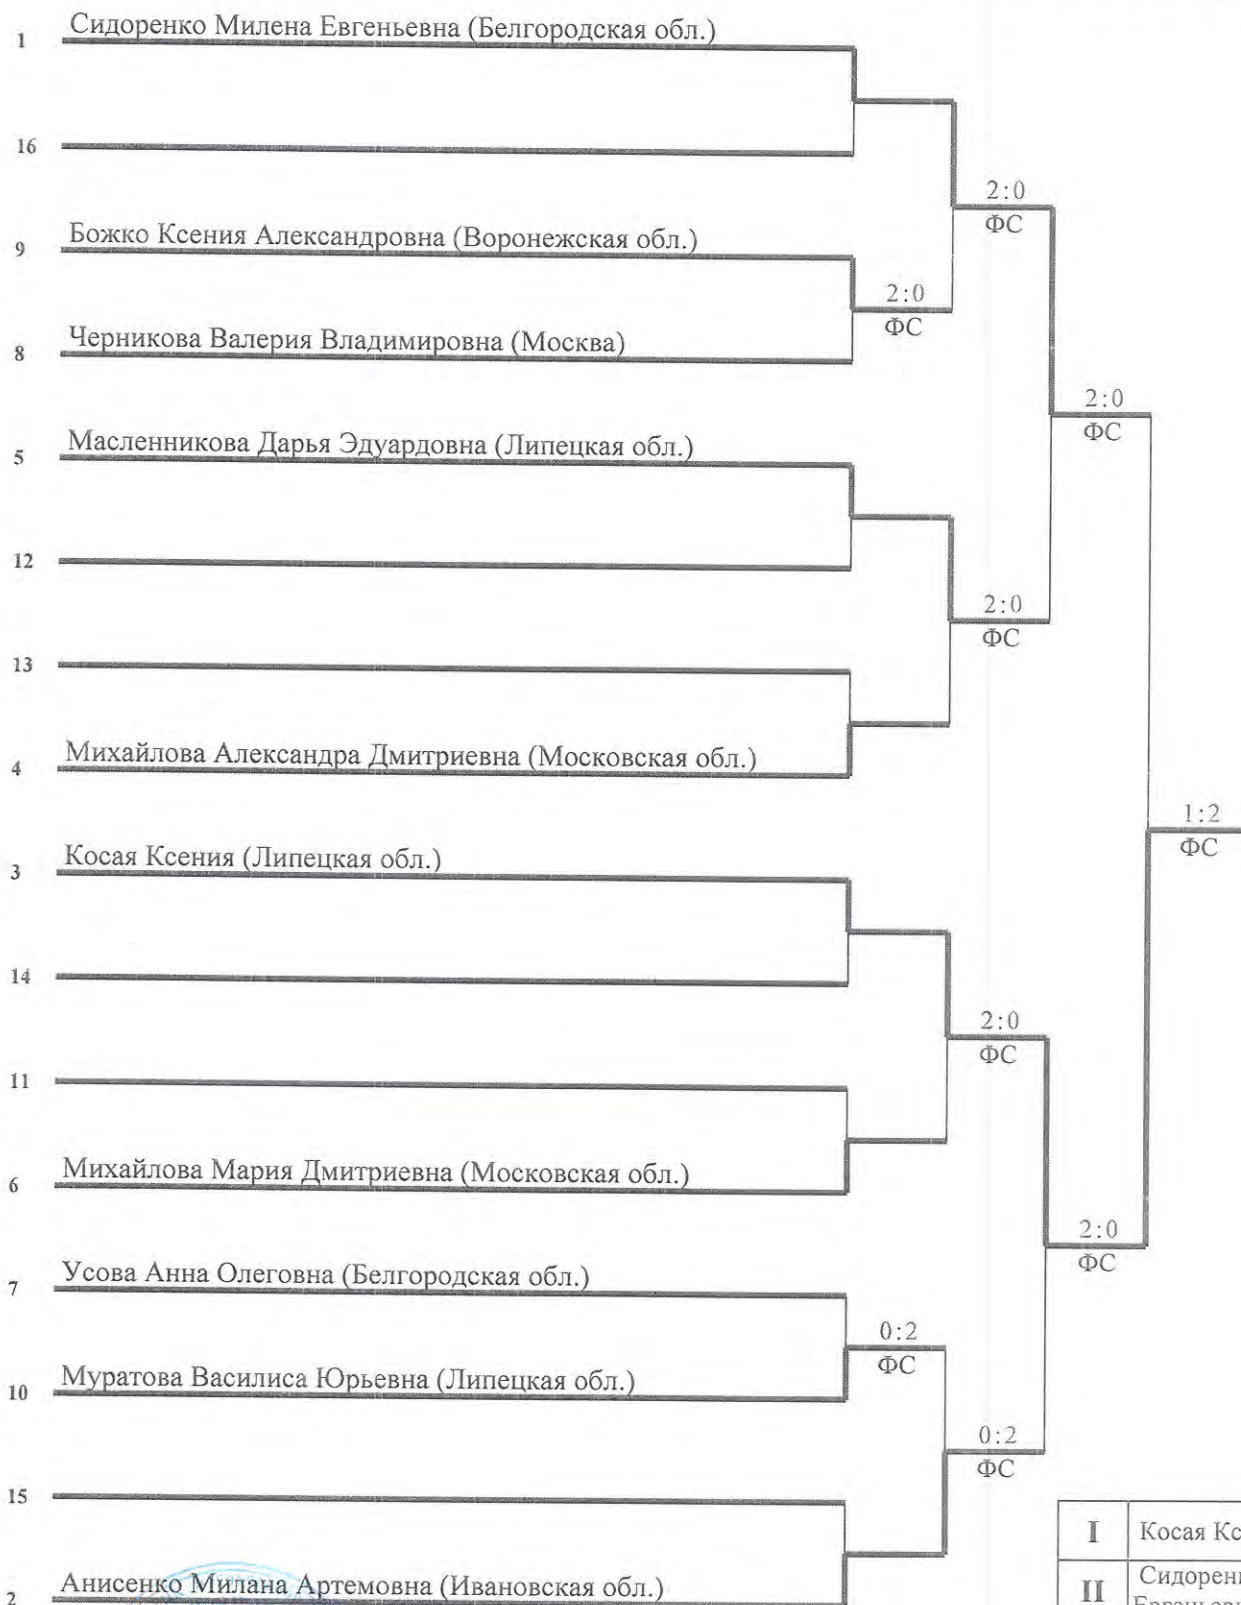 1 Сидоренко Милена Евгеньевна (Белгородская обл.)
16
2:0
ФС
9 Божко Ксения Александровна (Воронежская обл.)
2:0
ФС
8 Черникова Валерия Владимировна (Москва)
2:0
ФС
5 Масленникова Дарья Эдуардовна (Липецкая обл.)
12
2:0
ФС
13
4 Михайлова Александра Дмитриевна (Московская обл.)
1:2
ФС
3 Косая Ксения (Липецкая обл.)
14
2:0
ФС
11
6 Михайлова Мария Дмитриевна (Московская обл.)
2:0
ФС
7 Усова Анна Олеговна (Белгородская обл.)
0:2
ФС
10 Муратова Василиса Юрьевна (Липецкая обл.)
0:2
ФС
15
I Косая Кс
2 Анисенко Милана Артемовна (Ивановская обл.)
II Сидорен